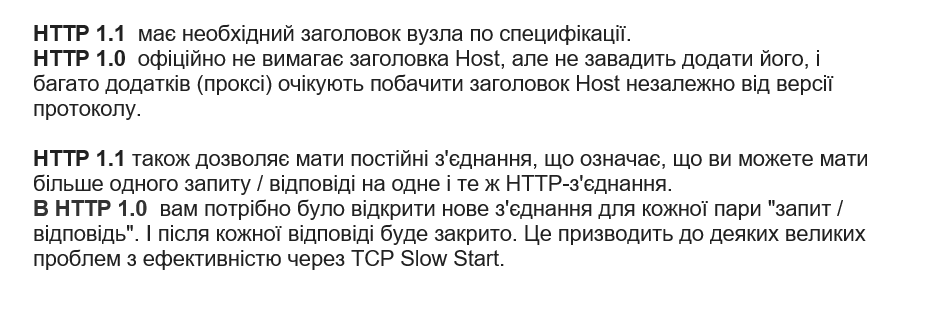 HTTP 1.1 має необхідний заголовок вузла по специфікації.
HTTP 1.0 офіційно не вимагає заголовка Host, але не завадить додати його, і
багато додатків (проксі) очікують побачити заголовок Host незалежно від версії
протоколу.
HTTP 1.1 також дозволяє мати постійні з'єднання, що означає, що ви можете мати
більше одного запиту / відповіді на одне і те ж HTTP-з'єднання.
В HTTP 1.0 вам потрібно було відкрити нове з'єднання для кожної пари "запит /
відповідь". І після кожної відповіді буде закрито. Це призводить до деяких великих
проблем з ефективністю через TCP Slow Start.